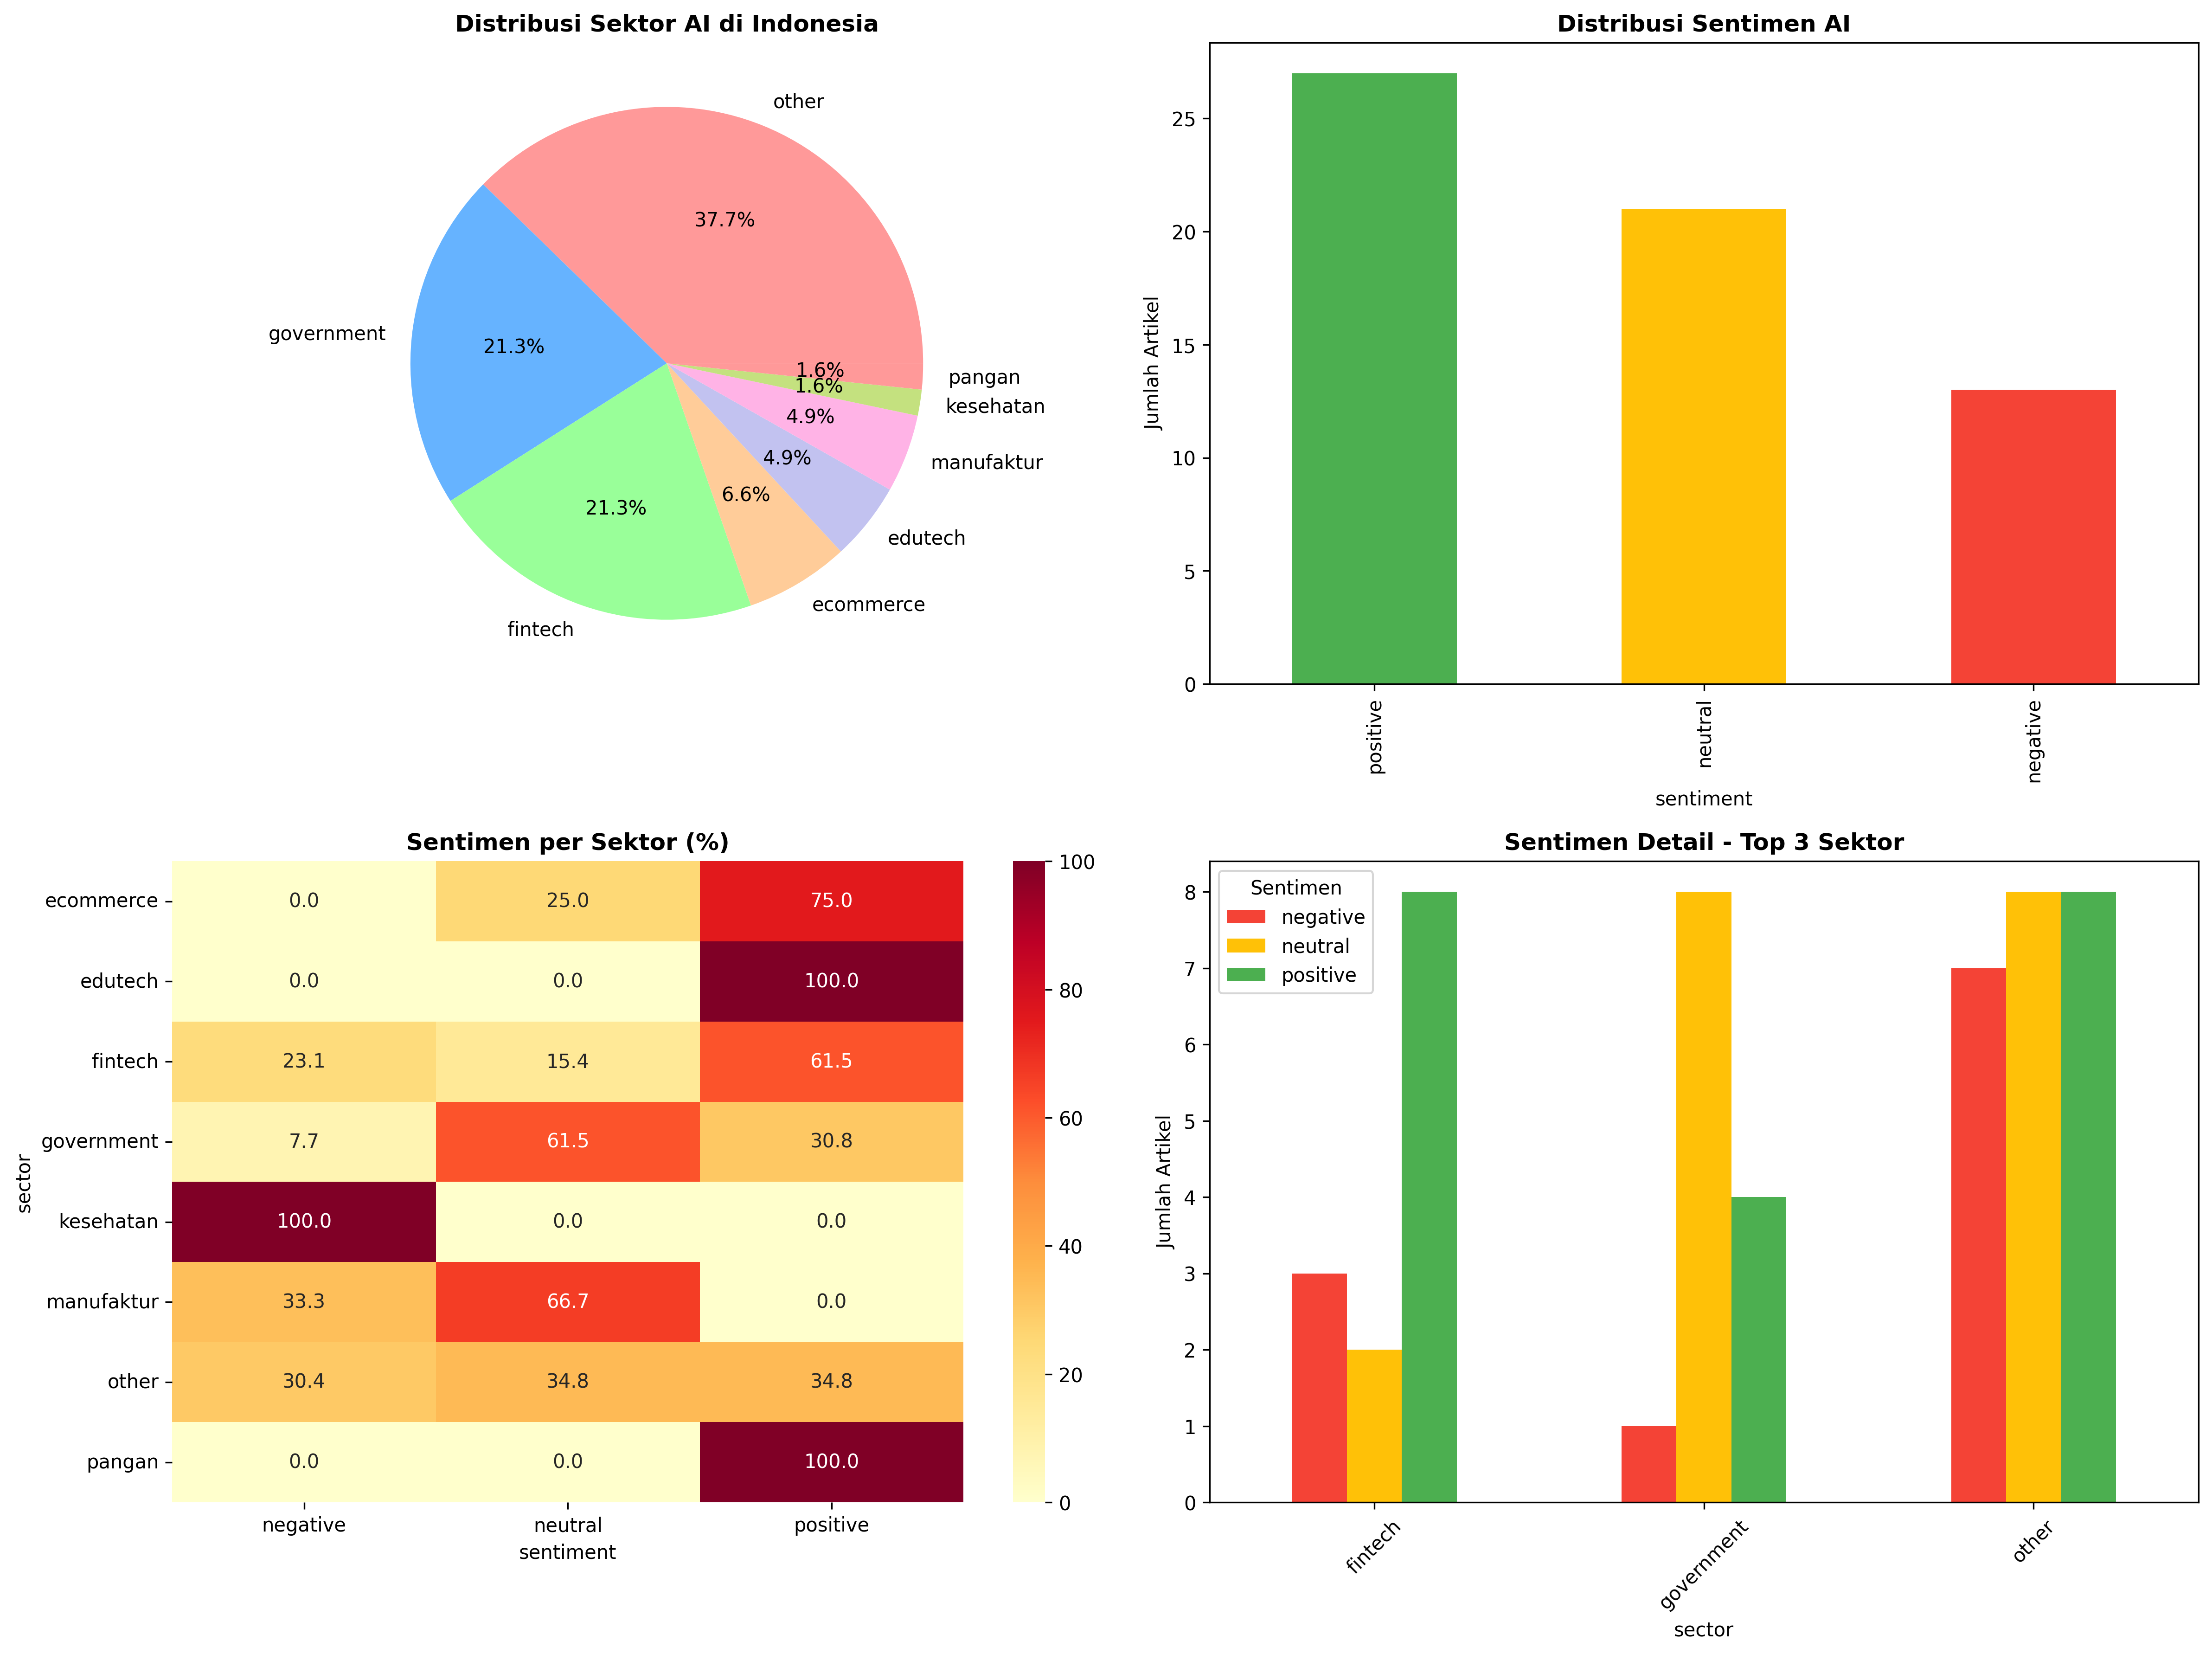 Distribusi Sektor AI di Indonesia
other
37.7%
government
21.3%
fintech
21.3%
ecommerce
6.6%
edutech
4.9%
manufaktur
4.9%
kesehatan
1.6%
pangan
1.6%
Distribusi Sentimen AI
Jumlah Artikel
25
20
15
10
5
0
positive
neutral
negative
sentiment
Sentimen per Sektor (%)
sector
ecommerce 0.0 25.0 75.0
edutech 0.0 0.0 100.0
fintech 23.1 15.4 61.5
government 7.7 61.5 30.8
kesehatan 100.0 0.0 0.0
manufaktur 33.3 66.7 0.0
other 30.4 34.8 34.8
pangan 0.0 0.0 100.0
negative neutral positive
sentiment
100
80
60
40
20
0
Sentimen Detail - Top 3 Sektor
Sentimen
negative
neutral
positive
Jumlah Artikel
8
7
6
5
4
3
2
1
0
fintech
government
other
sector